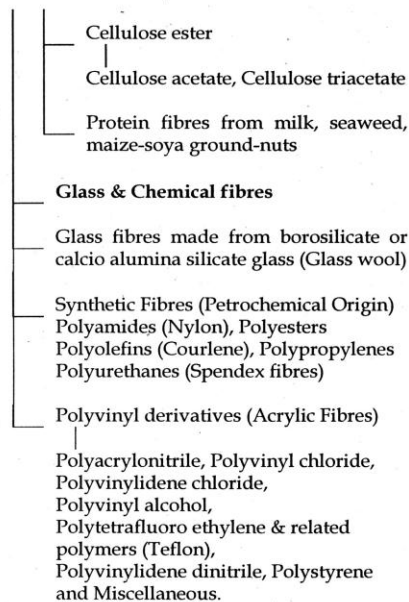 Cellulose ester
Cellulose acetate, Cellulose triacetate
Protein fibres from milk, seaweed,
maize-soya ground-nuts
Glass & Chemical fibres
Glass fibres made from borosilicate or
calcio alumina silicate glass (Glass wool)
Synthetic Fibres (Petrochemical Origin)
Polyamides (Nylon), Polyesters
Polyolefins (Courlene), Polypropylenes
Polyurethanes (Spendex fibres)
Polyvinyl derivatives (Acrylic Fibres)
Polyacrylonitrile, Polyvinyl chloride,
Polyvinylidene chloride,
Polyvinyl alcohol,
Polytetrafluoro ethylene & related
polymers (Teflon),
Polyvinylidene dinitrile, Polystyrene
and Miscellaneous.